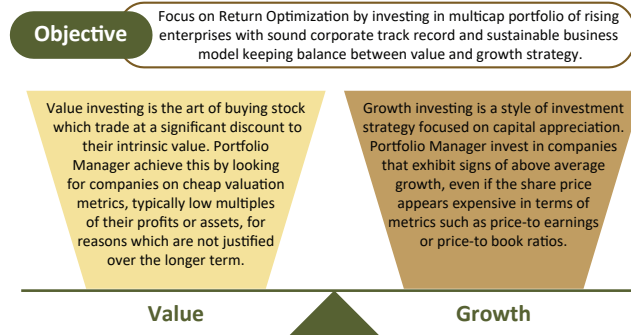 Objective
Focus on Return Optimization by investing in multicap portfolio of rising
enterprises with sound corporate track record and sustainable business
model keeping balance between value and growth strategy.
Value investing is the art of buying stock
which trade at a significant discount to
their intrinsic value. Portfolio
Manager achieve this by looking
for companies on cheap valuation
metrics, typically low multiples
of their profits or assets, for
reasons which are not justified
over the longer term.
Growth investing is a style of investment
strategy focused on capital appreciation.
Portfolio Manager invest in companies
that exhibit signs of above average
growth, even if the share price
appears expensive in terms of
metrics such as price-to earnings
or price-to book ratios.
Value
Growth